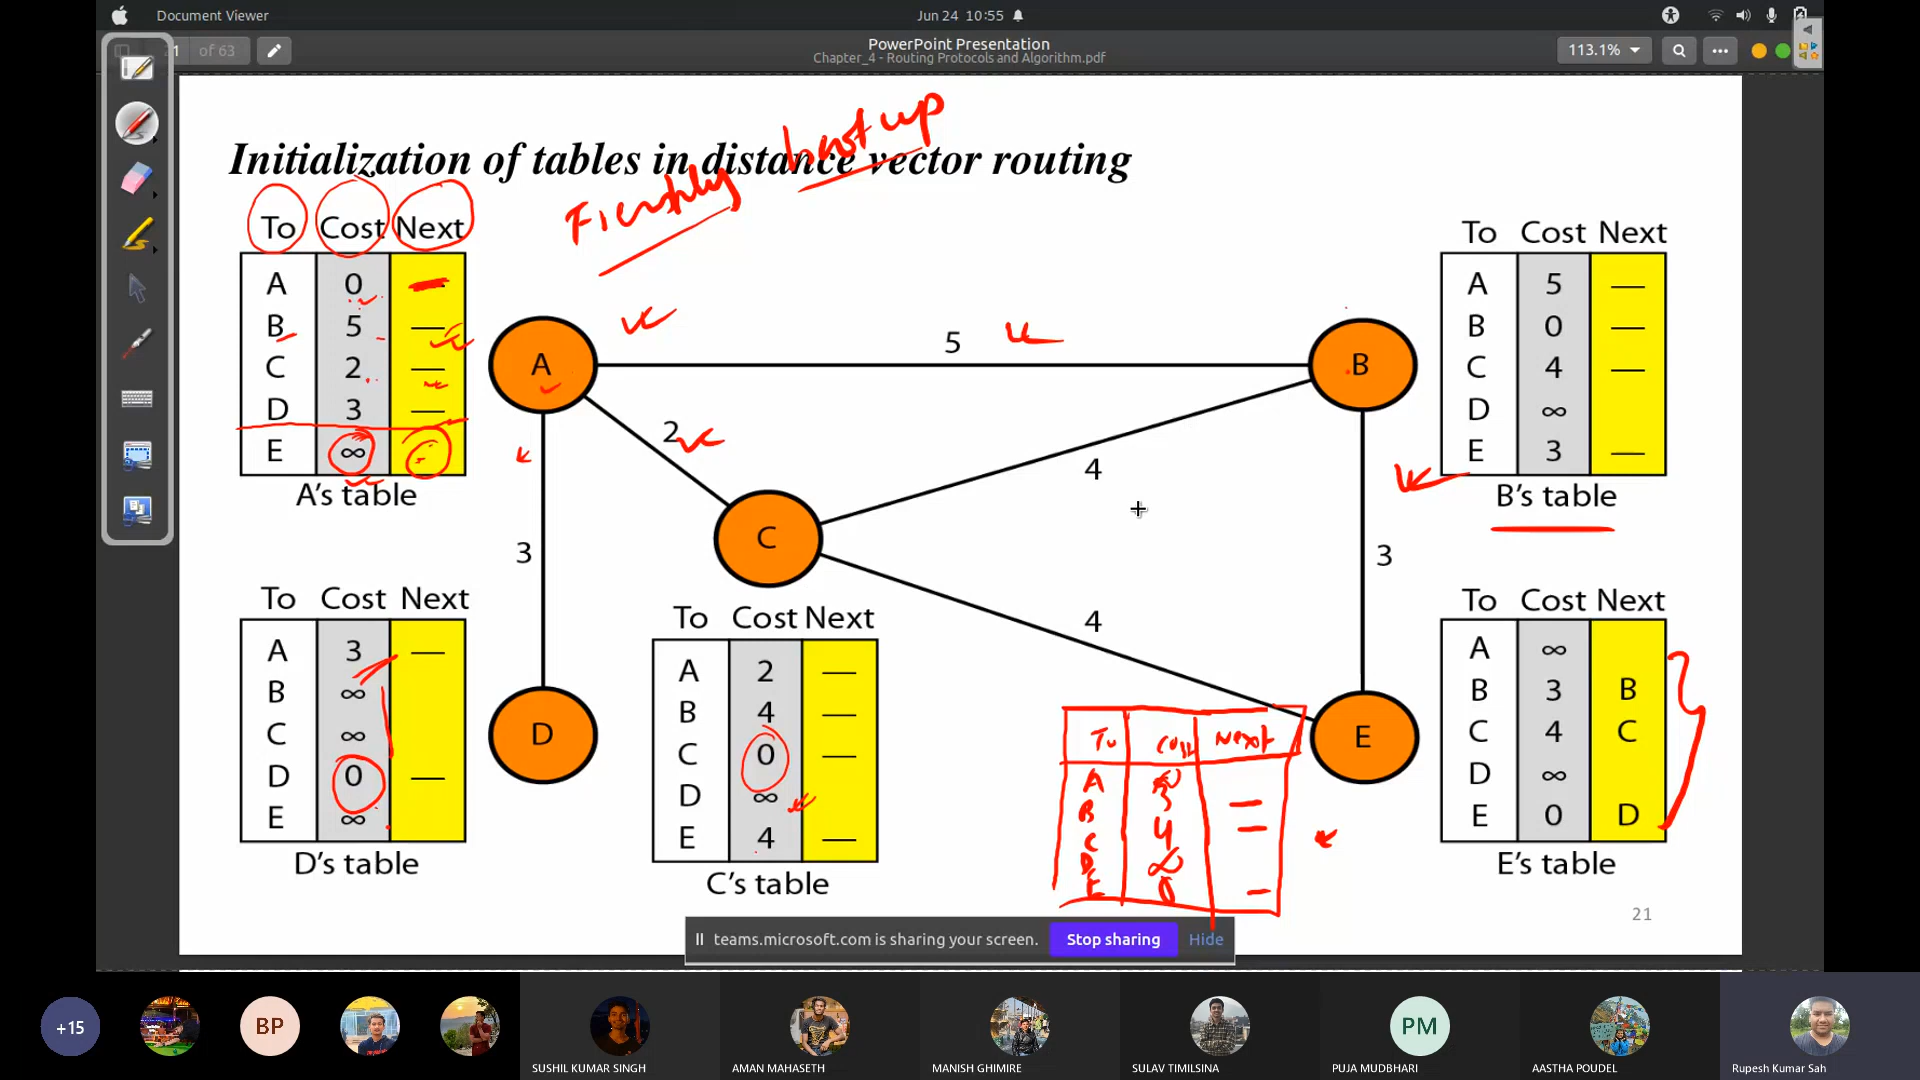 Document Viewer
Jun 24 10:55
21 of 63
PowerPoint Presentation
Chapter_4 - Routing Protocols and Algorithm.pdf
113.1%
Initialization of tables in distance vector routing
To Cost Next
A 0 —
B 5 —
C 2 —
D 3 —
E ∞
A's table
To Cost Next
A 5 —
B 0 —
C 4 —
D ∞
E 3 —
B's table
A
5
B
2
4
C
3
3
4
D
E
To Cost Next
A 3 —
B ∞
C ∞
D 0 —
E ∞
D's table
To Cost Next
A 2 —
B 4 —
C 0 —
D ∞
E 4 —
C's table
To Cost Next
A ∞
B 3 —
C 4 —
D ∞
E 0 —
To Cost Next
A ∞
B 3 B
C 4 C
D ∞
E 0 D
E's table
21
teams.microsoft.com is sharing your screen.
Stop sharing
Hide
+15
BP
PM
SUSHIL KUMAR SINGH
AMAN MAHASETH
MANISH GHIMIRE
SULAV TIMILSINA
PUJA MUDBHARI
AASTHA POUDEL
Rupesh Kumar Sah